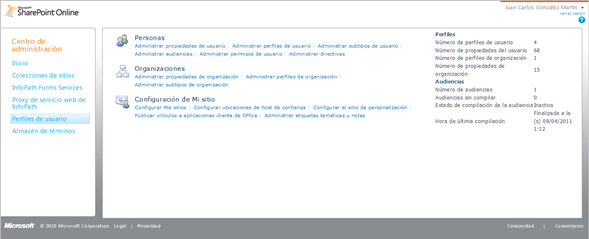 Microsoft
SharePoint Online
Juan Carlos González Martín
cerrar sesión
Centro de administración
Inicio
Colecciones de sitios
InfoPath Forms Services
Proxy de servicio web de InfoPath
Perfiles de usuario
Almacén de términos
Personas
Administrar propiedades de usuario | Administrar perfiles de usuario | Administrar subtipos de usuario |
Administrar audiencias | Administrar permisos de usuario | Administrar directivas
Organizaciones
Administrar propiedades de organización | Administrar perfiles de organización |
Administrar subtipos de organización
Configuración de Mi sitio
Configurar Mis sitios | Configurar ubicaciones de host de confianza | Configurar el sitio de personalización |
Publicar vínculos a aplicaciones cliente de Office | Administrar etiquetas temáticas y notas
Perfiles
Número de perfiles de usuario 4
Número de propiedades de usuario 68
Número de perfiles de organización 1
Número de propiedades de organización 15
Audiencias
Número de audiencias 1
Audiencias sin compilar 0
Estado de compilación de la audiencia Inactivo
Hora de última compilación Finalizada a la(s) 09/04/2011 1:12
Microsoft © 2010 Microsoft Corporation Legal | Privacidad
Comunidad | Comentarios